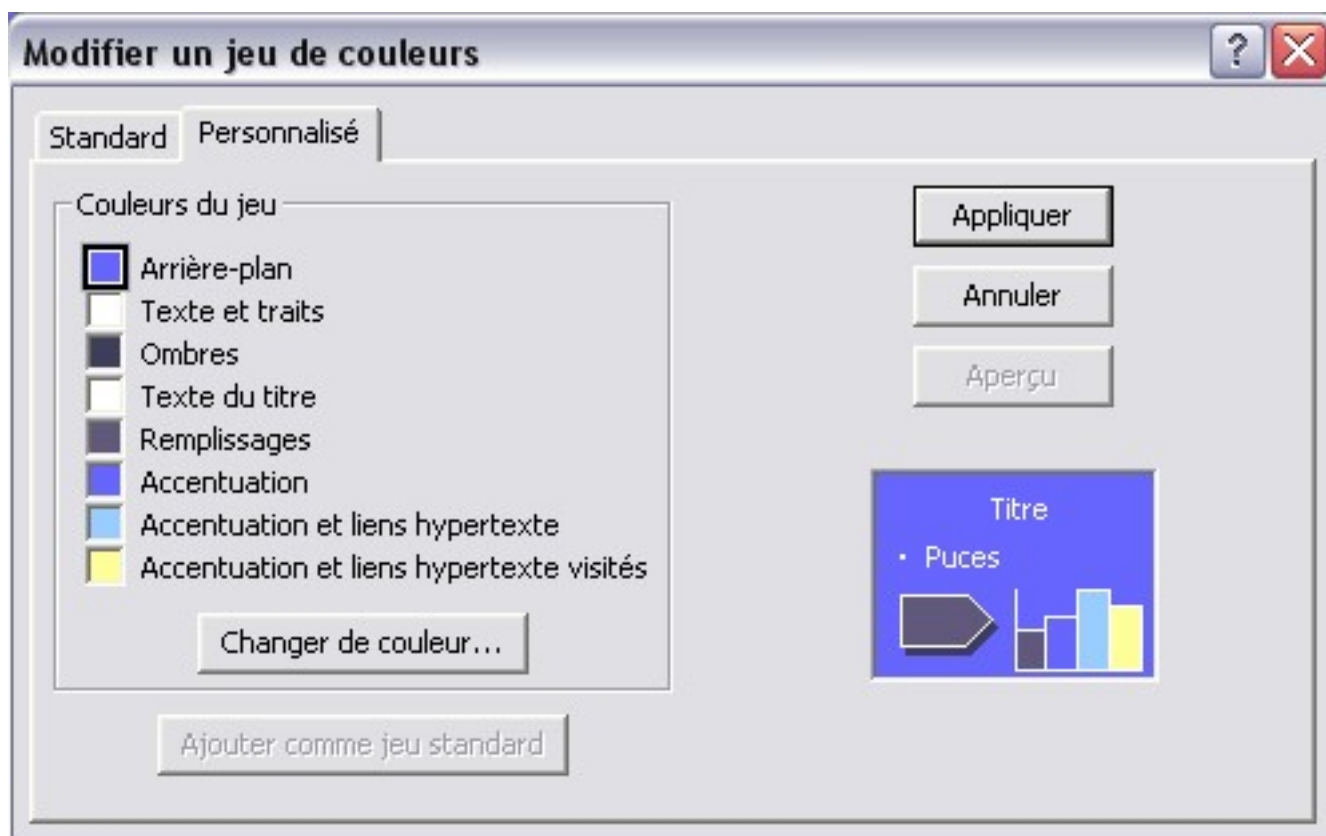 Modifier un jeu de couleurs
Standard
Personnalisé
Couleurs du jeu
Arrière-plan
Texte et traits
Ombres
Texte du titre
Remplissages
Accentuation
Accentuation et liens hypertexte
Accentuation et liens hypertexte visités
Changer de couleur...
Ajouter comme jeu standard
Appliquer
Annuler
Aperçu
Titre
• Puces